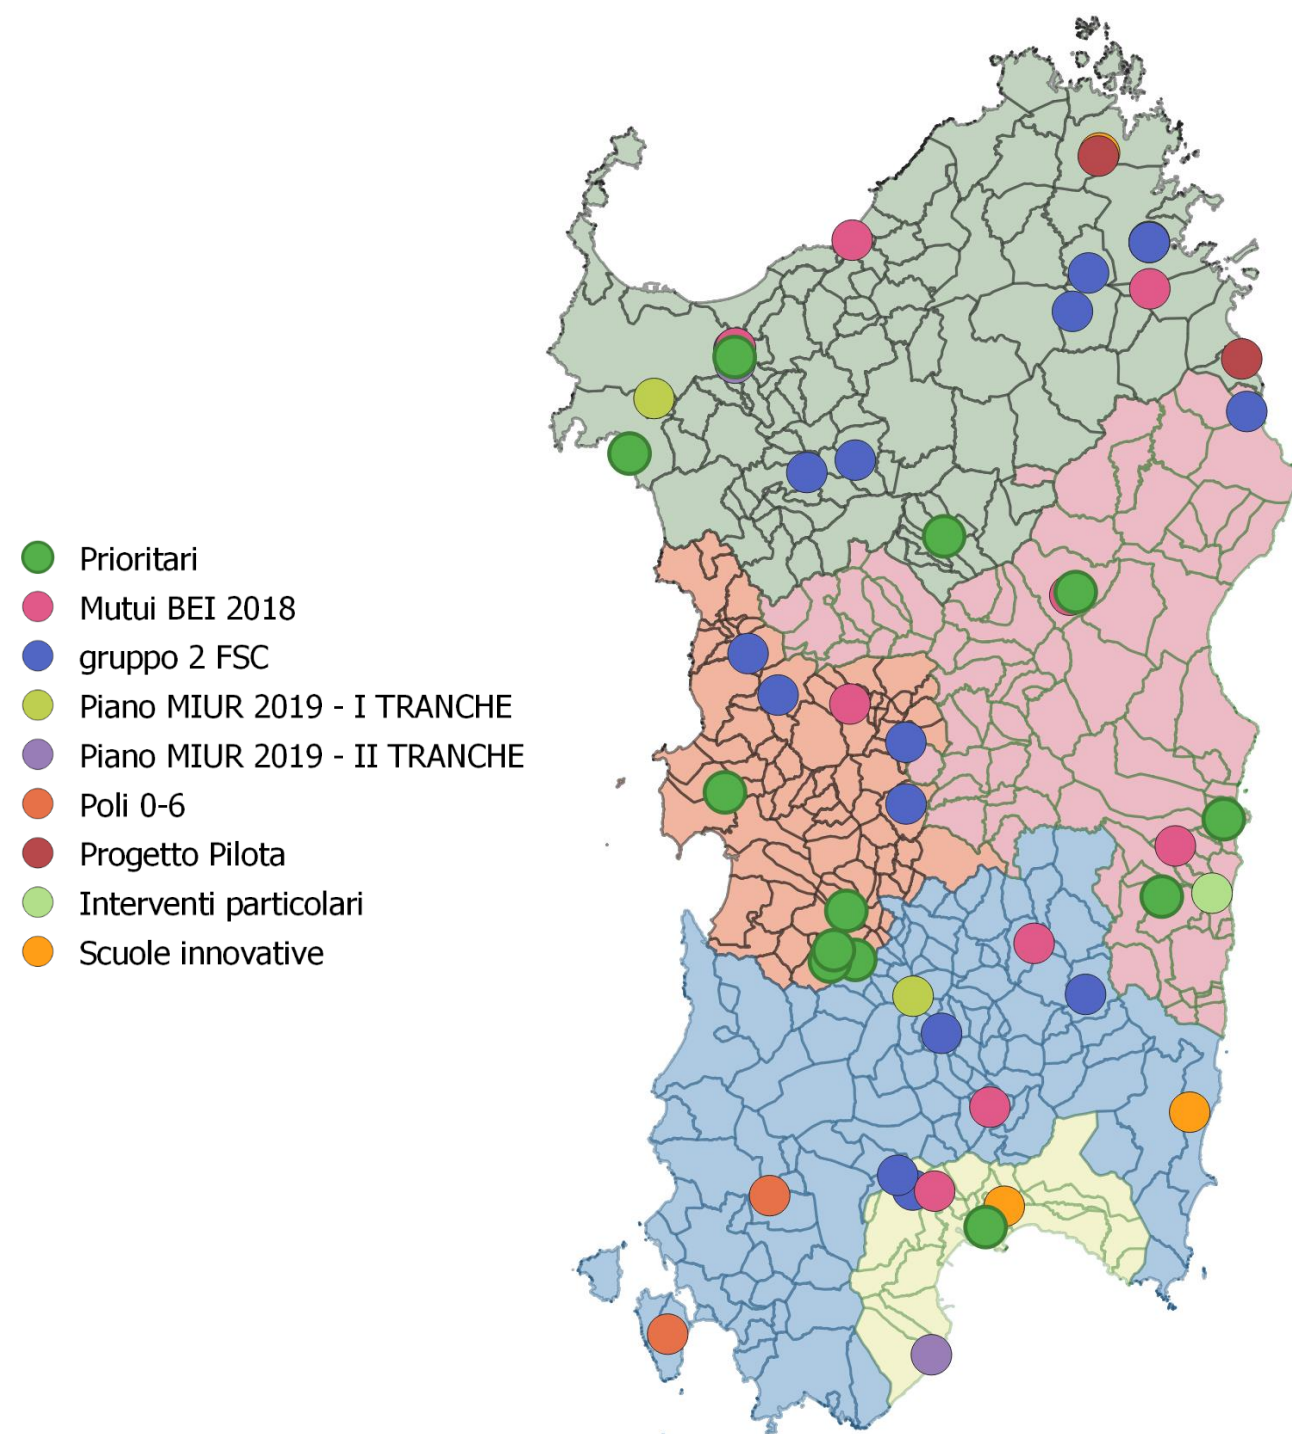 Prioritari
Mutui BEI 2018
gruppo 2 FSC
Piano MIUR 2019 - I TRANCHE
Piano MIUR 2019 - II TRANCHE
Poli 0-6
Progetto Pilota
Interventi particolari
Scuole innovative